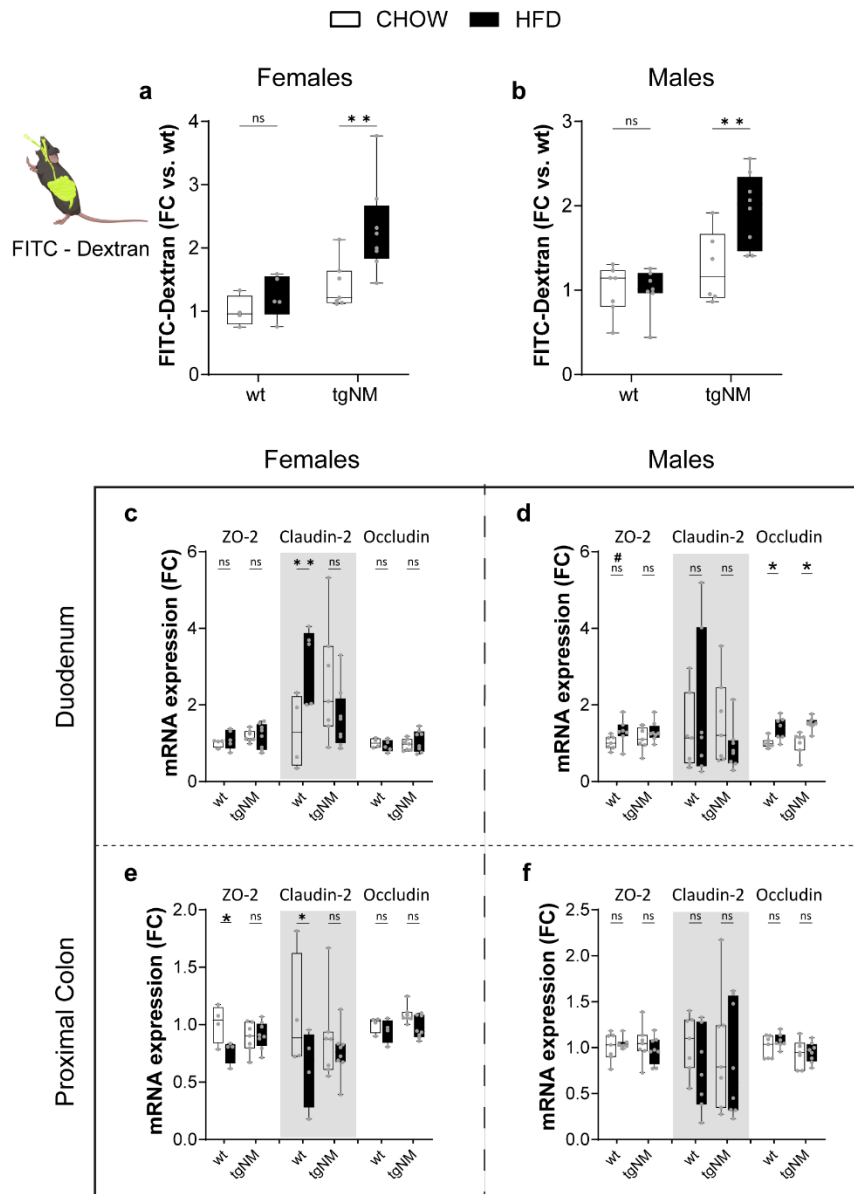 CHOW HFD
Females Males
a b
FITC-Dextran (FC vs. wt)
4
3
2
1
0
ns
* *
wt tgNM
FITC - Dextran
FITC-Dextran (FC vs. wt)
3
2
1
0
ns
* *
wt tgNM
Females Males
Duodenum
c
ZO-2 Claudin-2 Occludin
mRNA expression (FC)
6
4
2
0
ns ns * * ns ns ns
wt tgNM wt tgNM wt tgNM
d
ZO-2 Claudin-2 Occludin
mRNA expression (FC)
6
4
2
0
#
ns ns ns ns * *
wt tgNM wt tgNM wt tgNM
Proximal Colon
e
ZO-2 Claudin-2 Occludin
mRNA expression (FC)
2.0
1.5
1.0
0.5
0.0
* ns * ns ns ns
wt tgNM wt tgNM wt tgNM
f
ZO-2 Claudin-2 Occludin
mRNA expression (FC)
2.5
2.0
1.5
1.0
0.5
0.0
ns ns ns ns ns ns
wt tgNM wt tgNM wt tgNM